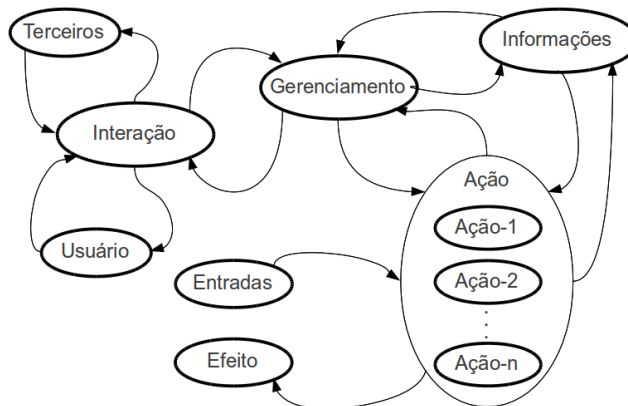 Terceiros
Informações
Gerenciamento
Interação
Ação
Ação-1
Usuário
Entradas
Ação-2
Efeito
Ação-n